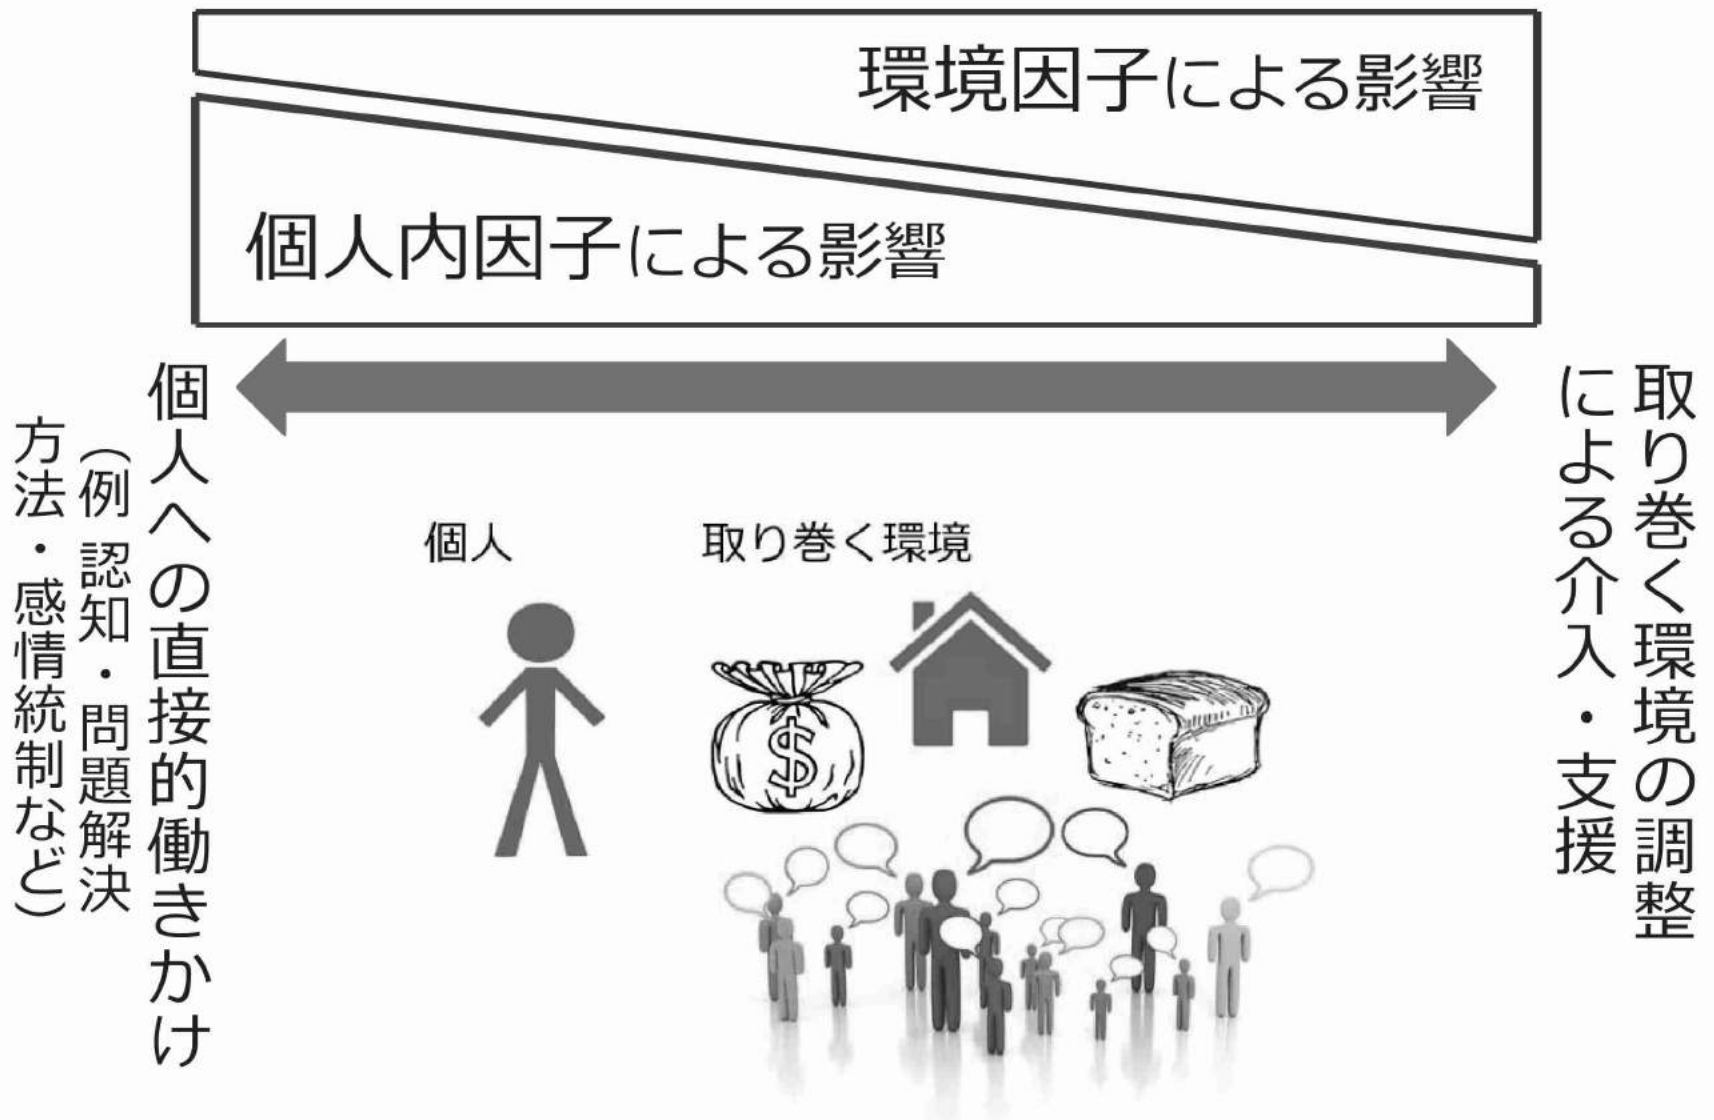 環境因子による影響
個人内因子による影響
個人への直接的働きかけ
（例 認知・問題解決
方法・感情統制など）
取り巻く環境の調整
による介入・支援
個人
取り巻く環境
$